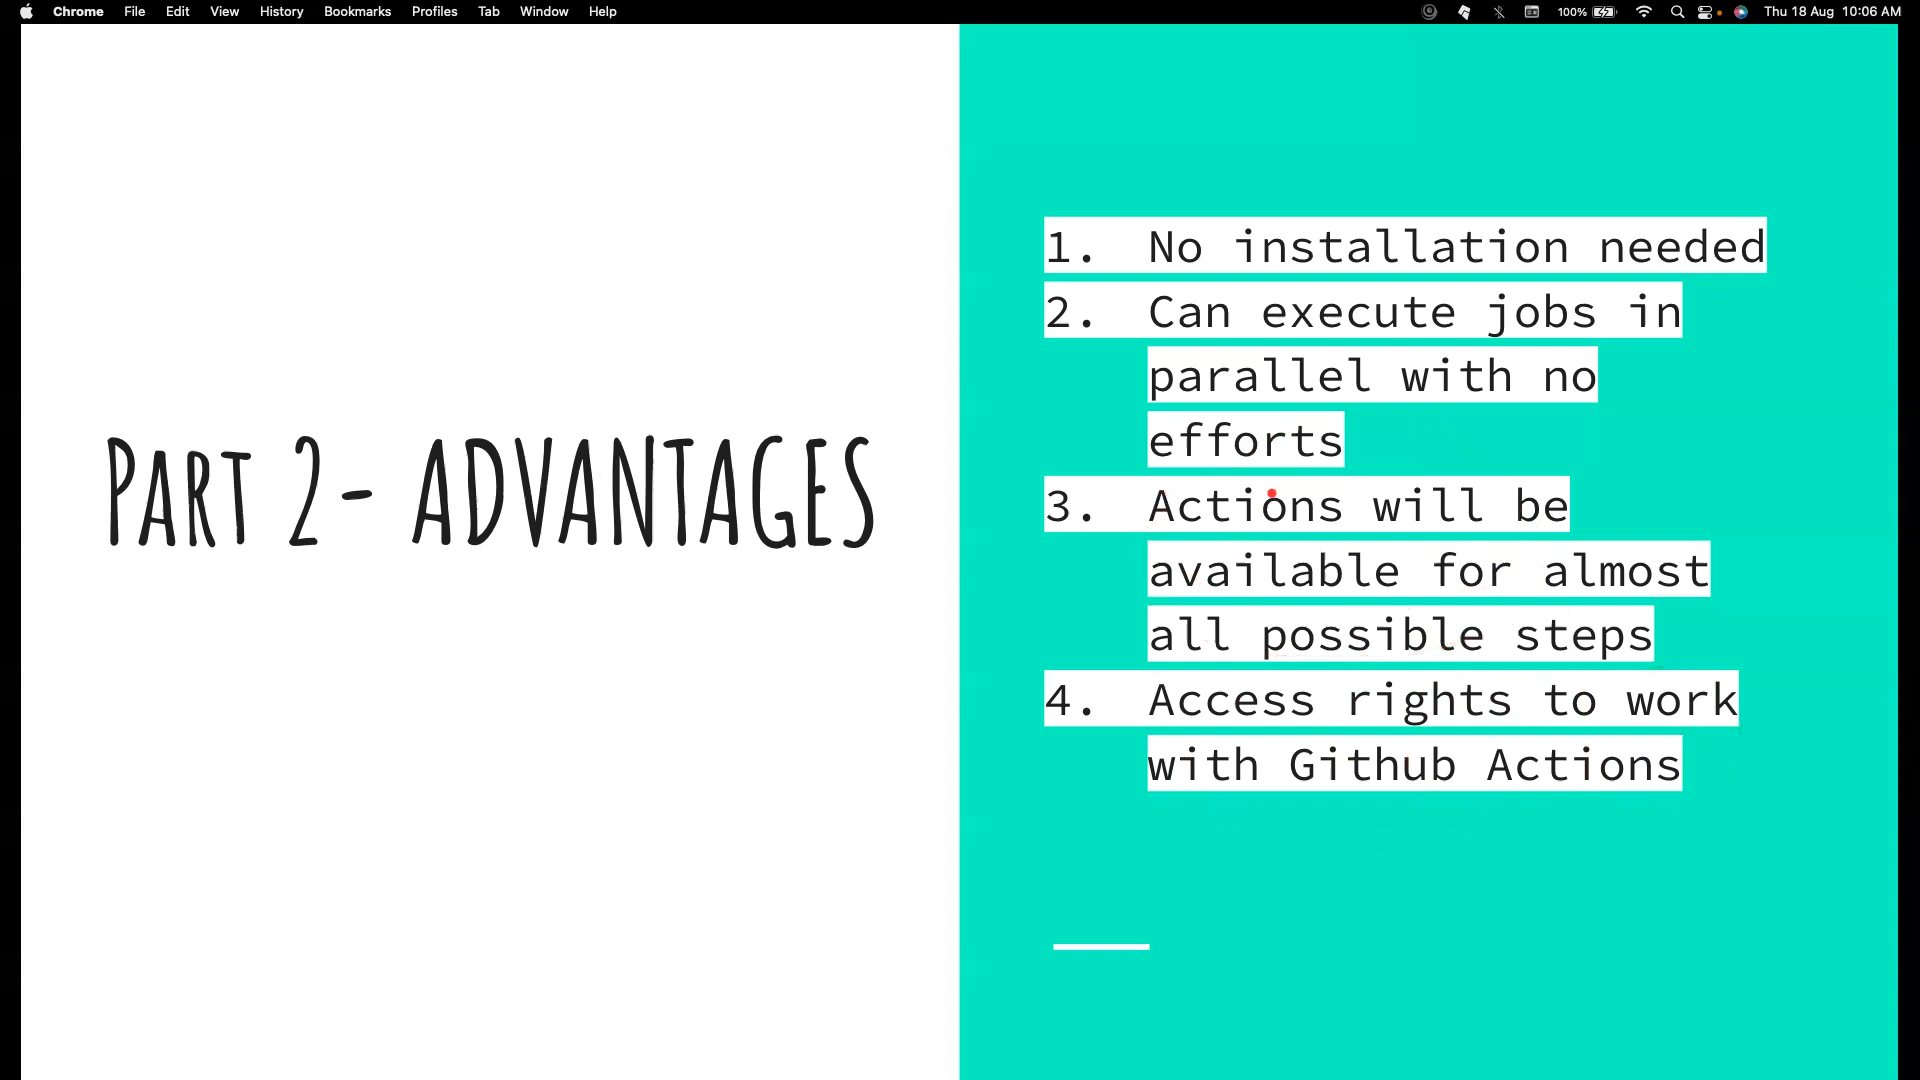 Chrome File Edit View History Bookmarks Profiles Tab Window Help 100% Thu 18 Aug 10:06 AM
PART 2- ADVANTAGES
1. No installation needed
2. Can execute jobs in
parallel with no
efforts
3. Actions will be
available for almost
all possible steps
4. Access rights to work
with Github Actions